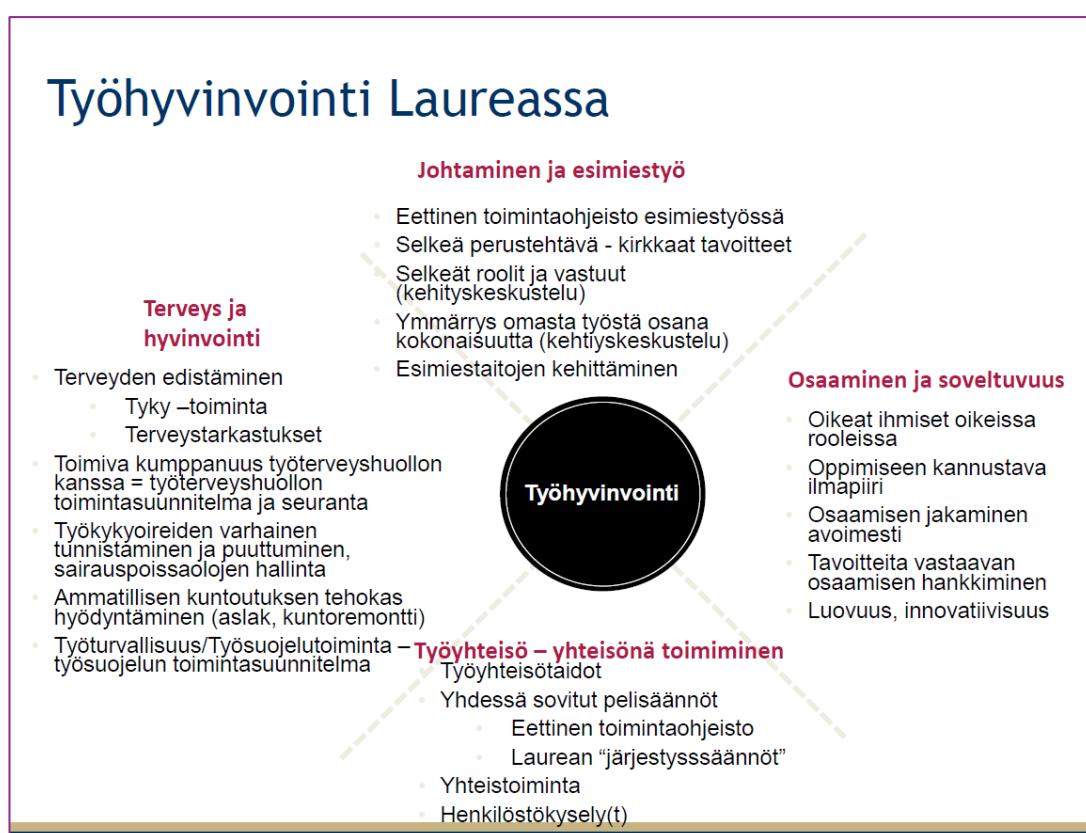 Työhyvinvointi Laureassa
Johtaminen ja esimiestyö
Eettinen toimintaohjeisto esimiestyössä
Selkeä perustehtävä - kirkkaat tavoitteet
Selkeät roolit ja vastuut
(kehityskeskustelu)
Ymmärrys omasta työstä osana
kokonaisuutta (kehtiyskeskustelu)
Esimiestaitojen kehittäminen
Terveys ja
hyvinvointi
Terveyden edistäminen
Tyky –toiminta
Terveystarkastukset
Toimiva kumppanuus työterveyshuollon
kanssa = työterveyshuollon
toimintasuunnitelma ja seuranta
Työkykyoireiden varhainen
tunnistaminen ja puuttuminen,
sairauspoissaolojen hallinta
Ammatillisen kuntoutuksen tehokas
hyödyntäminen (aslak, kuntoremontti)
Työturvallisuus/Työsuojelutoiminta –
työsuojelun toimintasuunnitelma
Työhyvinvointi
Osaaminen ja soveltuvuus
Oikeat ihmiset oikeissa
rooleissa
Oppimiseen kannustava
ilmapiiri
Osaamisen jakaminen
avoimesti
Tavoitteita vastaavan
osaamisen hankkiminen
Luovuus, innovatiivisuus
Työyhteisö – yhteisönä toimiminen
Työyhteisötaidot
Yhdessä sovitut pelisäännöt
Eettinen toimintaohjeisto
Laurean “järjestysssäännöt”
Yhteistoiminta
Henkilöstökysely(t)